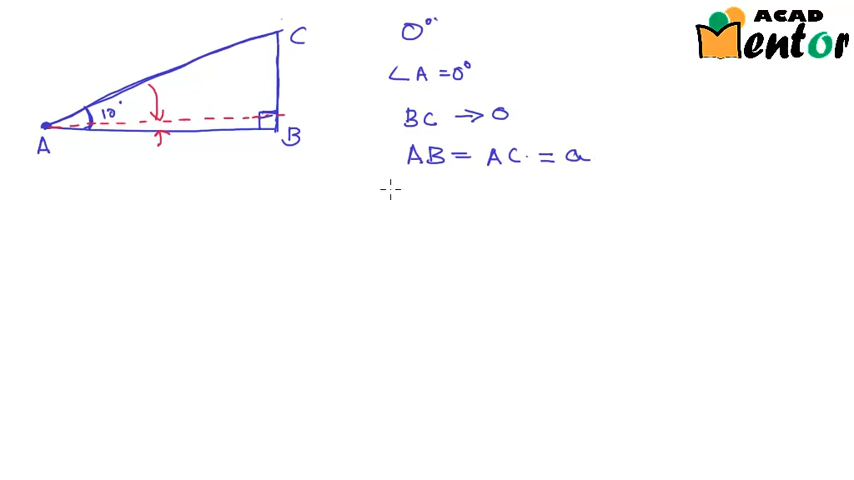 ACAD
Mentor
C
0°
∠A = 0°
10°
BC → 0
A
B
AB = AC = a